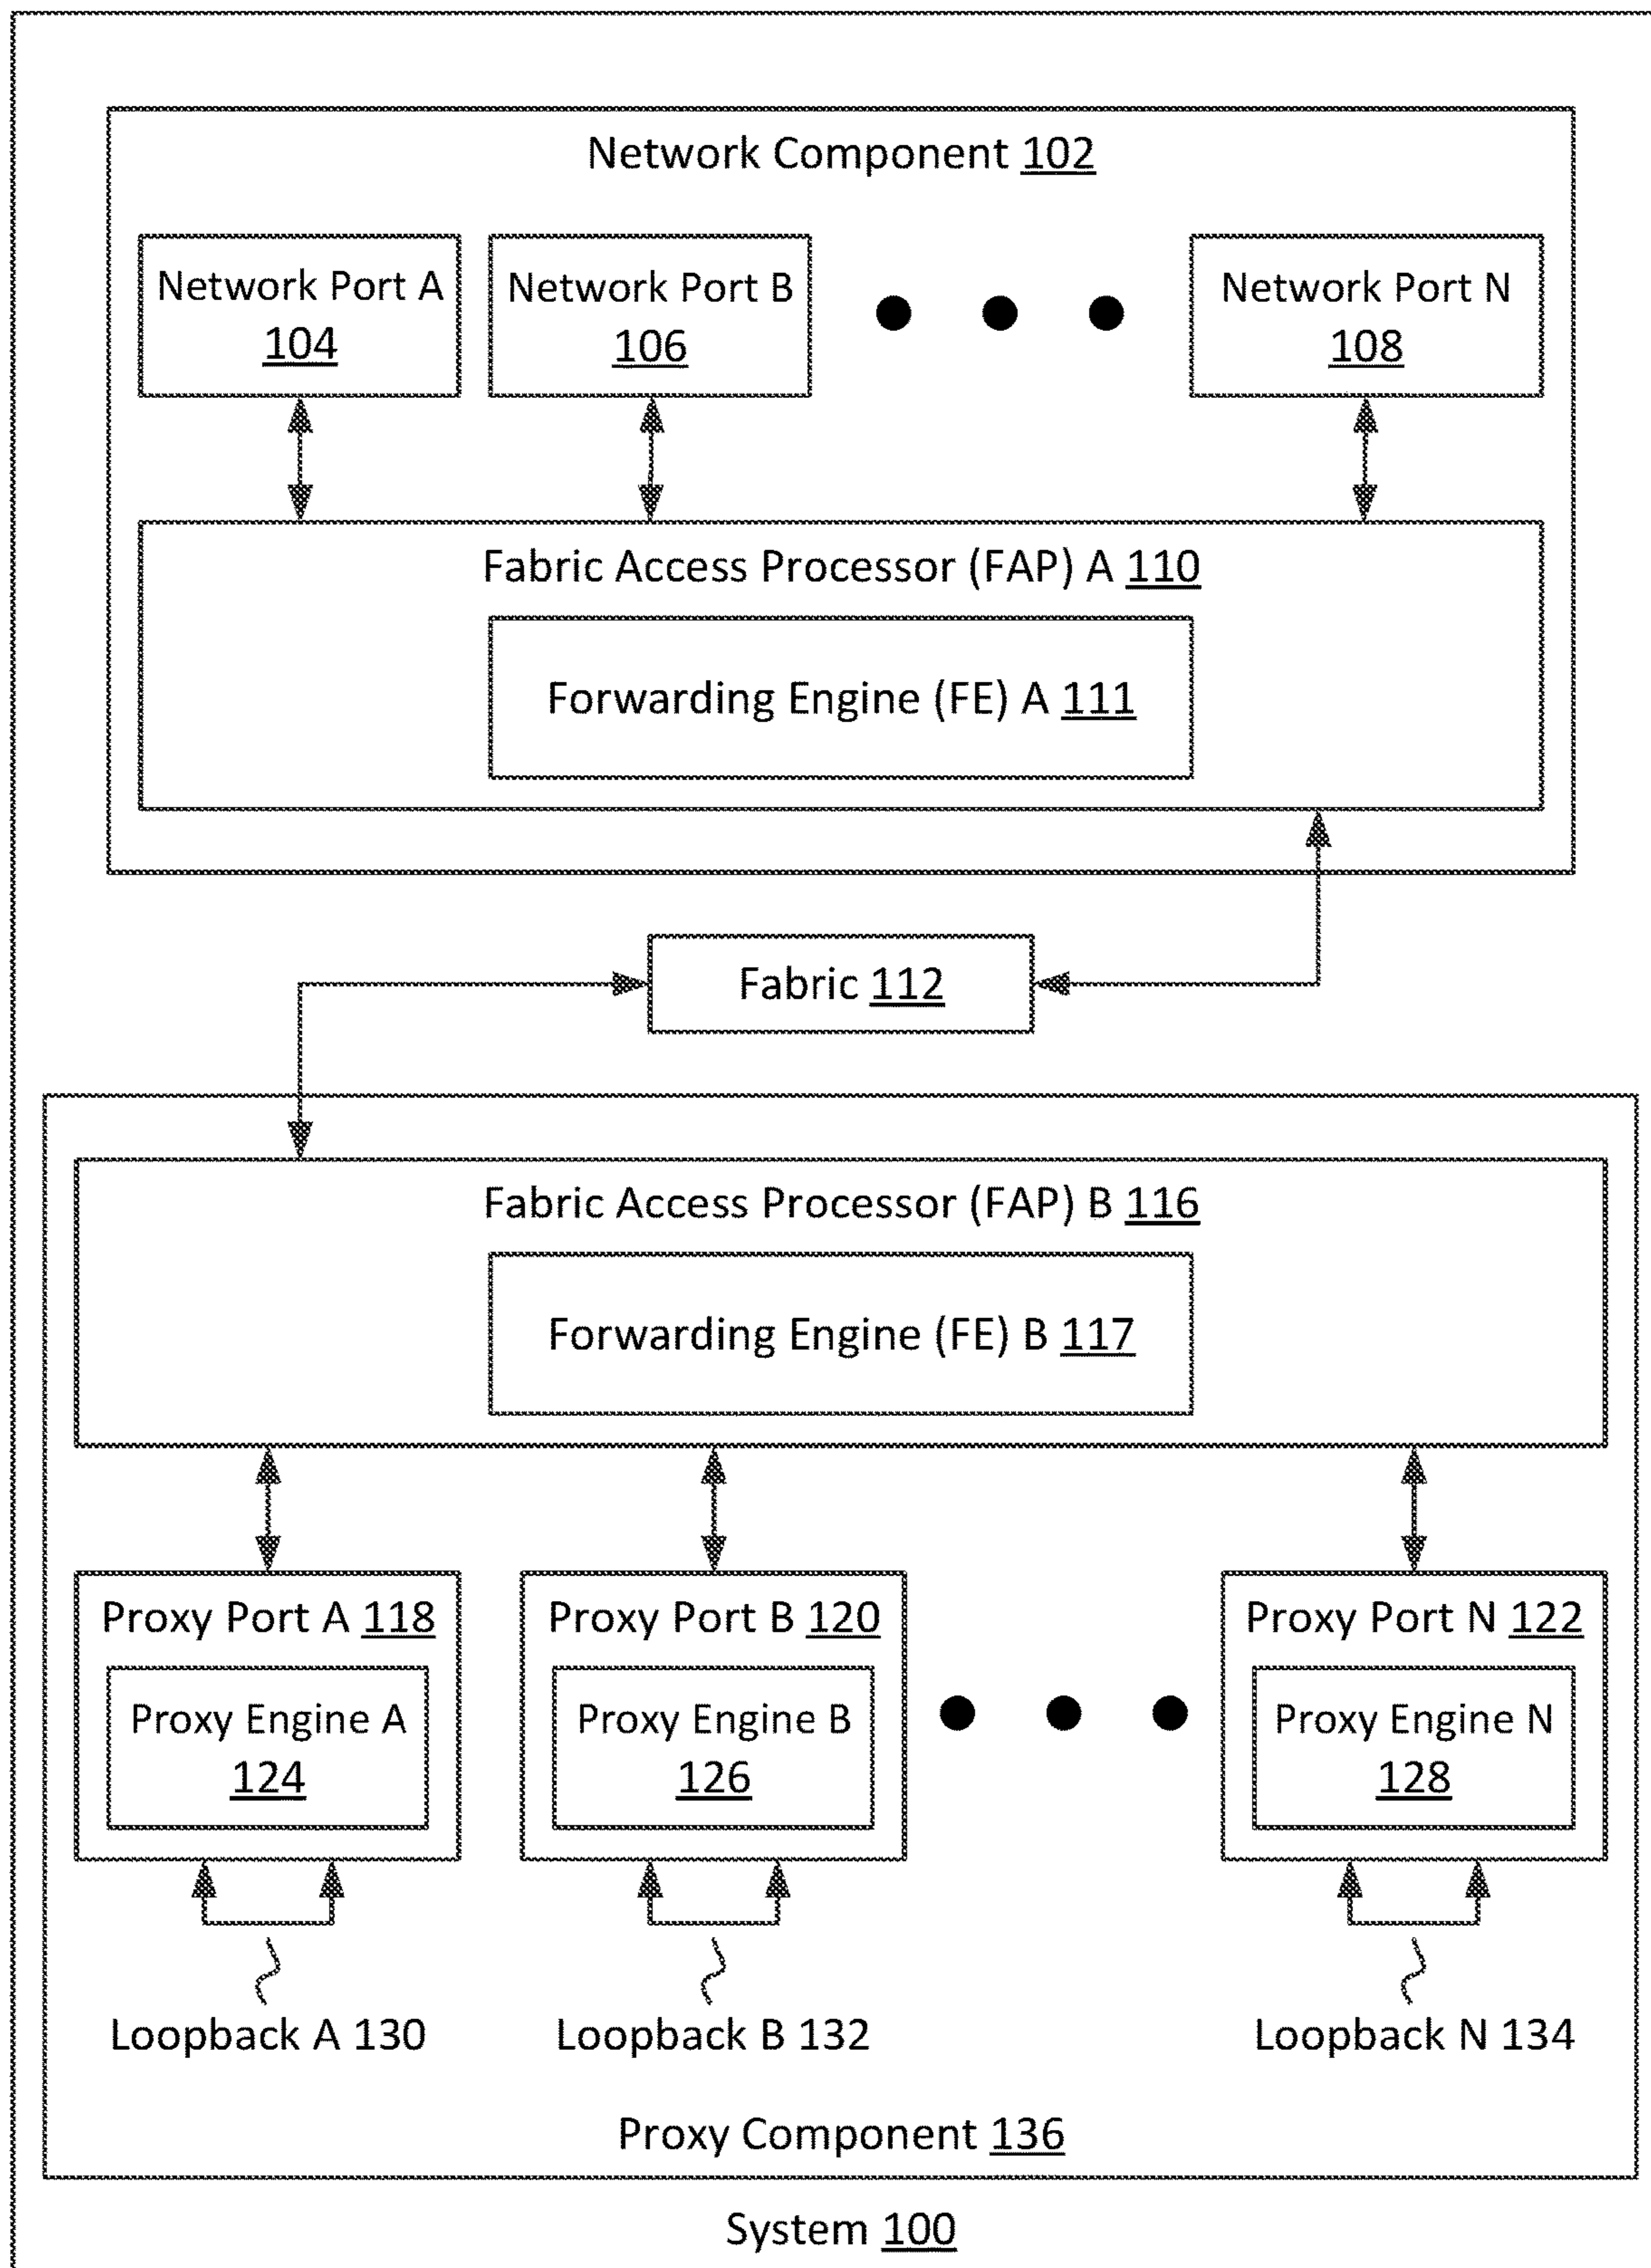 Network Component 102
Network Port A
104
Network Port B
106
Network Port N
108
Fabric Access Processor (FAP) A 110
Forwarding Engine (FE) A 111
Fabric 112
Fabric Access Processor (FAP) B 116
Forwarding Engine (FE) B 117
Proxy Port A 118
Proxy Engine A
124
Proxy Port B 120
Proxy Engine B
126
Proxy Port N 122
Proxy Engine N
128
Loopback A 130
Loopback B 132
Loopback N 134
Proxy Component 136
System 100